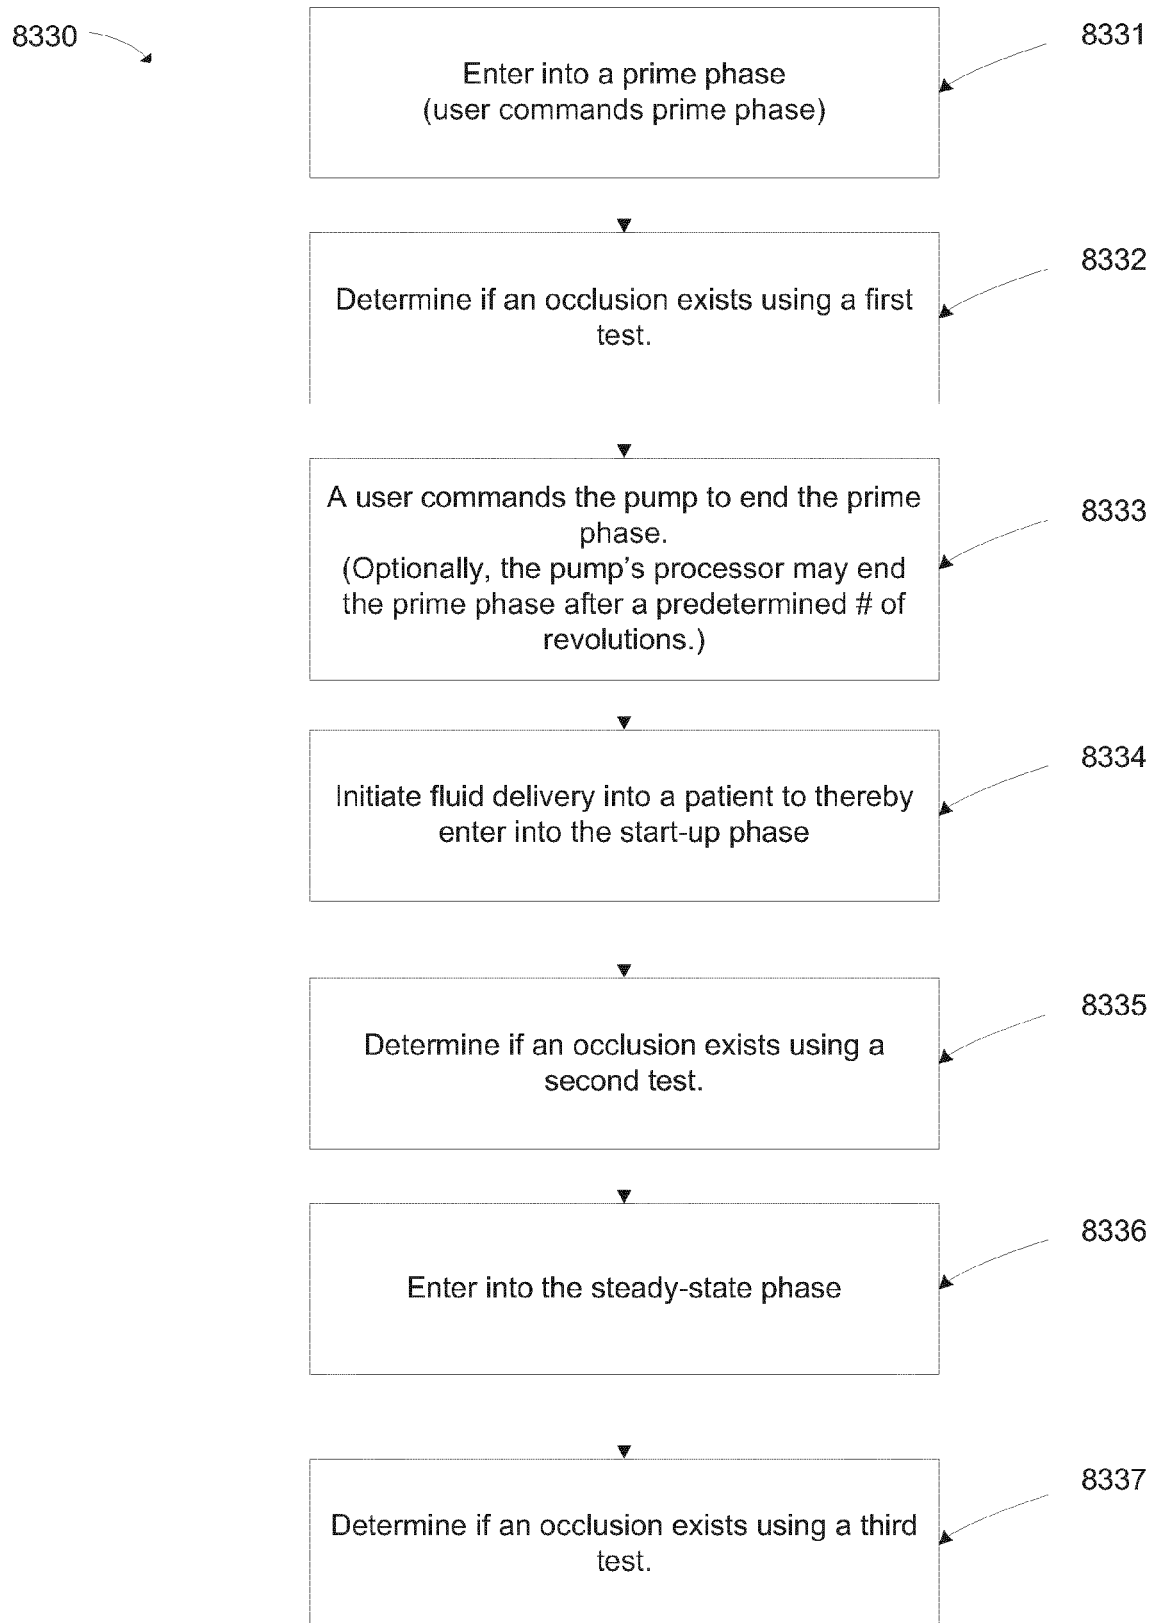 8330
8331
Enter into a prime phase
(user commands prime phase)
8332
Determine if an occlusion exists using a first
test.
8333
A user commands the pump to end the prime
phase.
(Optionally, the pump's processor may end
the prime phase after a predetermined # of
revolutions.)
8334
Initiate fluid delivery into a patient to thereby
enter into the start-up phase
8335
Determine if an occlusion exists using a
second test.
8336
Enter into the steady-state phase
8337
Determine if an occlusion exists using a third
test.